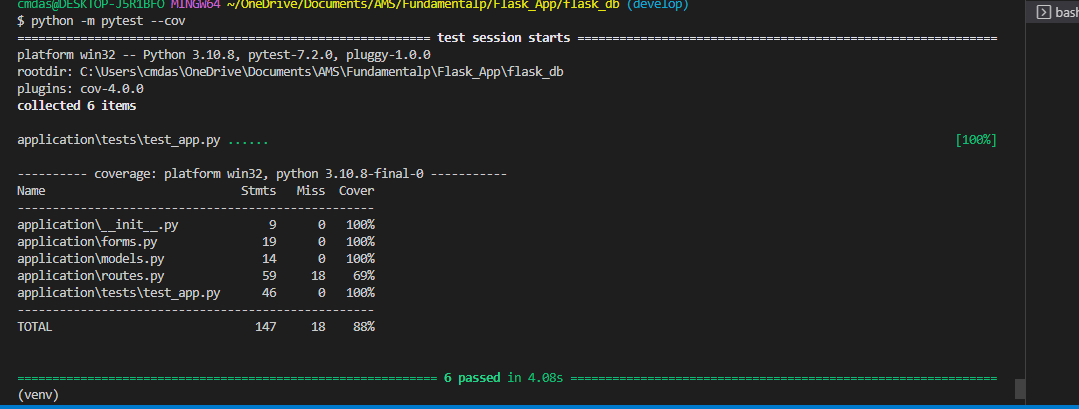 cmdas@DESKTOP-J5R1BFO MINGW64 ~/OneDrive/Documents/AMS/Fundamentalp/Flask_App/flask_db (develop)
$ python -m pytest --cov
=========================================================== test session starts ============================================================
platform win32 -- Python 3.10.8, pytest-7.2.0, pluggy-1.0.0
rootdir: C:\Users\cmdas\OneDrive\Documents\AMS\Fundamentalp\Flask_App\flask_db
plugins: cov-4.0.0
collected 6 items
application\tests\test_app.py ...... [100%]
---------- coverage: platform win32, python 3.10.8-final-0 -----------
Name Stmts Miss Cover
---------------------------------------------------
application\__init__.py 9 0 100%
application\forms.py 19 0 100%
application\models.py 14 0 100%
application\routes.py 59 18 69%
application\tests\test_app.py 46 0 100%
---------------------------------------------------
TOTAL 147 18 88%
============================================================ 6 passed in 4.08s =============================================================
(venv)
bash